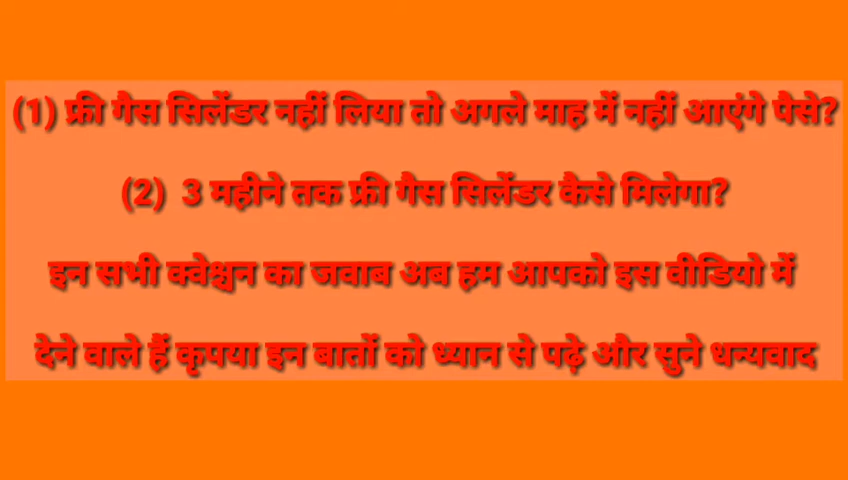 (1) फ्री गैस सिलेंडर नहीं लिया तो अगले माह में नहीं आएंगे पैसे?
(2) 3 महीने तक फ्री गैस सिलेंडर कैसे मिलेगा?
इन सभी क्वेश्चन का जवाब अब हम आपको इस वीडियो में
देने वाले हैं कृपया इन बातों को ध्यान से पढ़े और सुने धन्यवाद